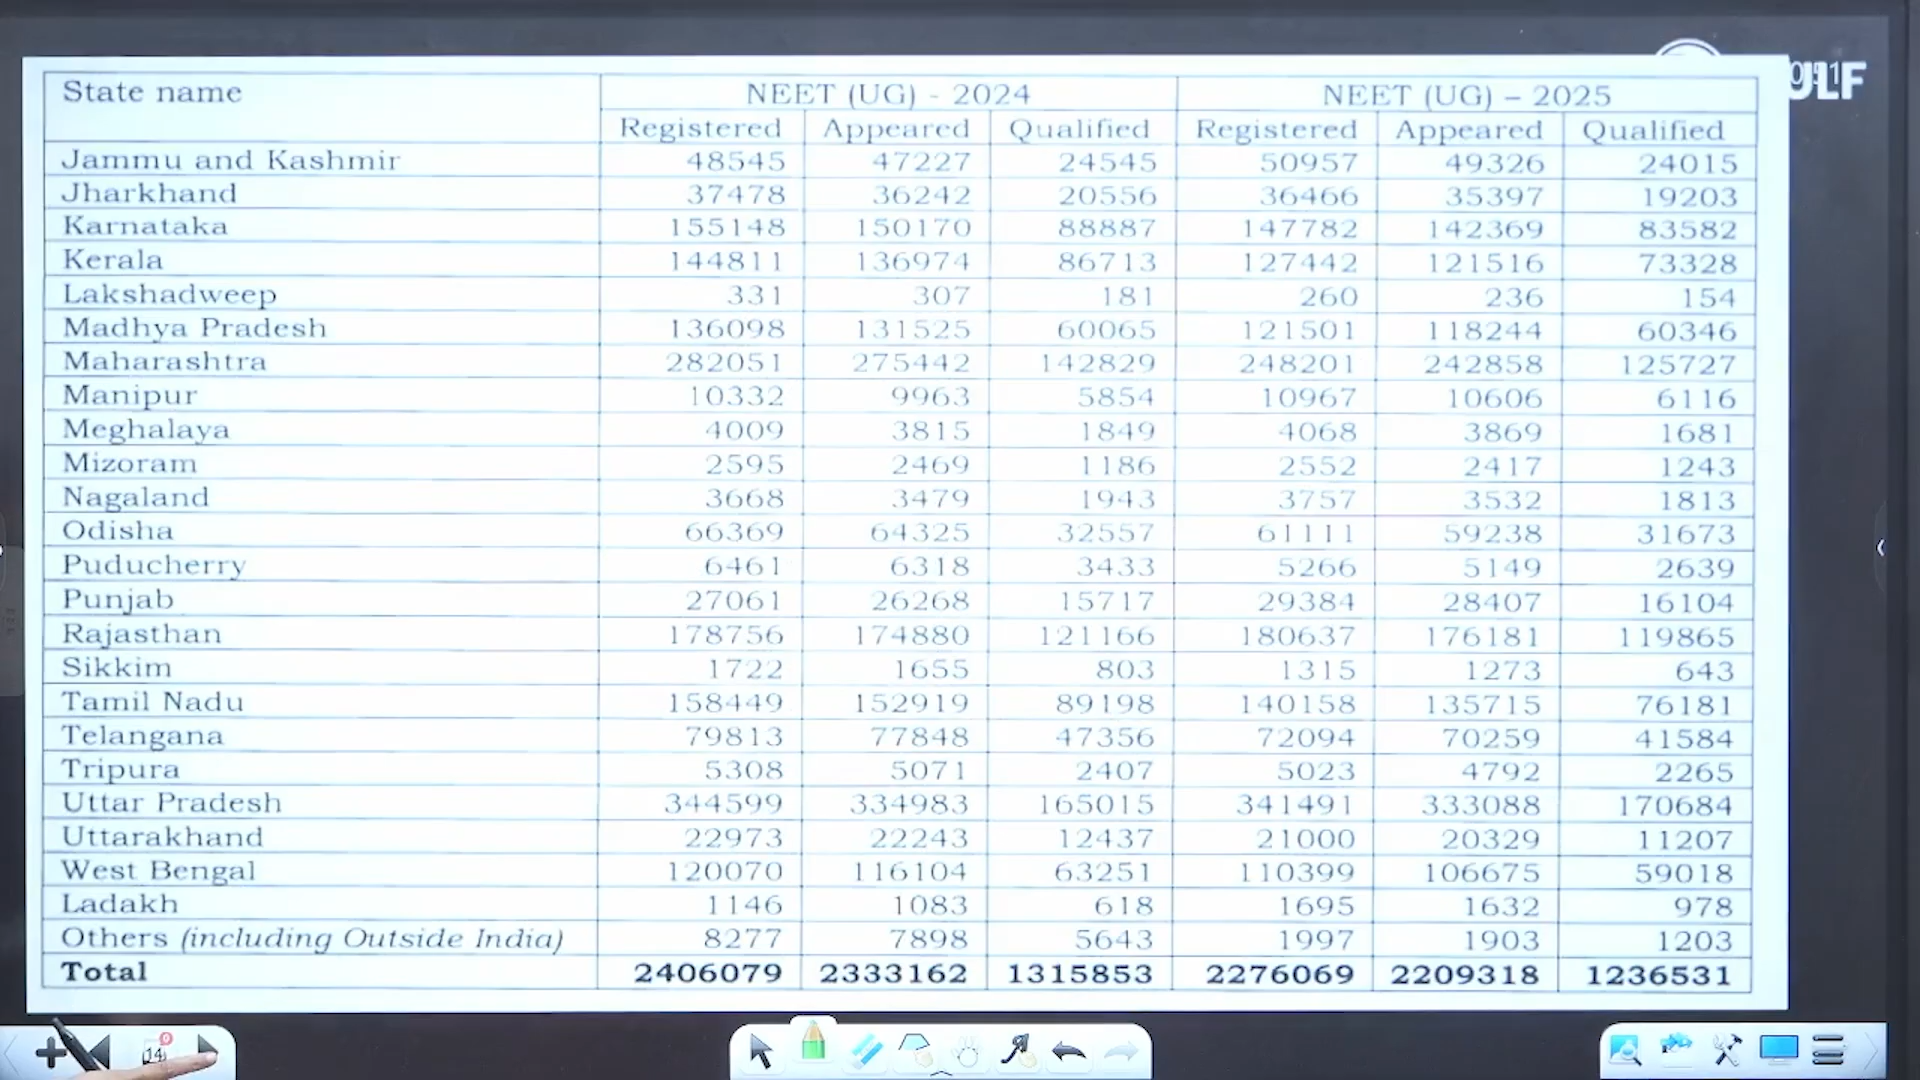 State name NEET (UG) - 2024 NEET (UG) – 2025
Registered Appeared Qualified Registered Appeared Qualified
Jammu and Kashmir 48545 47227 24545 50957 49326 24015
Jharkhand 37478 36242 20556 36466 35397 19203
Karnataka 155148 150170 88887 147782 142369 83582
Kerala 144811 136974 86713 127442 121516 73328
Lakshadweep 331 307 181 260 236 154
Madhya Pradesh 136098 131525 60065 121501 118244 60346
Maharashtra 282051 275442 142829 248201 242858 125727
Manipur 10332 9963 5854 10967 10606 6116
Meghalaya 4009 3815 1849 4068 3869 1681
Mizoram 2595 2469 1186 2552 2417 1243
Nagaland 3668 3479 1943 3757 3532 1813
Odisha 66369 64325 32557 61111 59238 31673
Puducherry 6461 6318 3433 5266 5149 2639
Punjab 27061 26268 15717 29384 28407 16104
Rajasthan 178756 174880 121166 180637 176181 119865
Sikkim 1722 1655 803 1315 1273 643
Tamil Nadu 158449 152919 89198 140158 135715 76181
Telangana 79813 77848 47356 72094 70259 41584
Tripura 5308 5071 2407 5023 4792 2265
Uttar Pradesh 344599 334983 165015 341491 333088 170684
Uttarakhand 22973 22243 12437 21000 20329 11207
West Bengal 120070 116104 63251 110399 106675 59018
Ladakh 1146 1083 618 1695 1632 978
Others (including Outside India) 8277 7898 5643 1997 1903 1203
Total 2406079 2333162 1315853 2276069 2209318 1236531
14